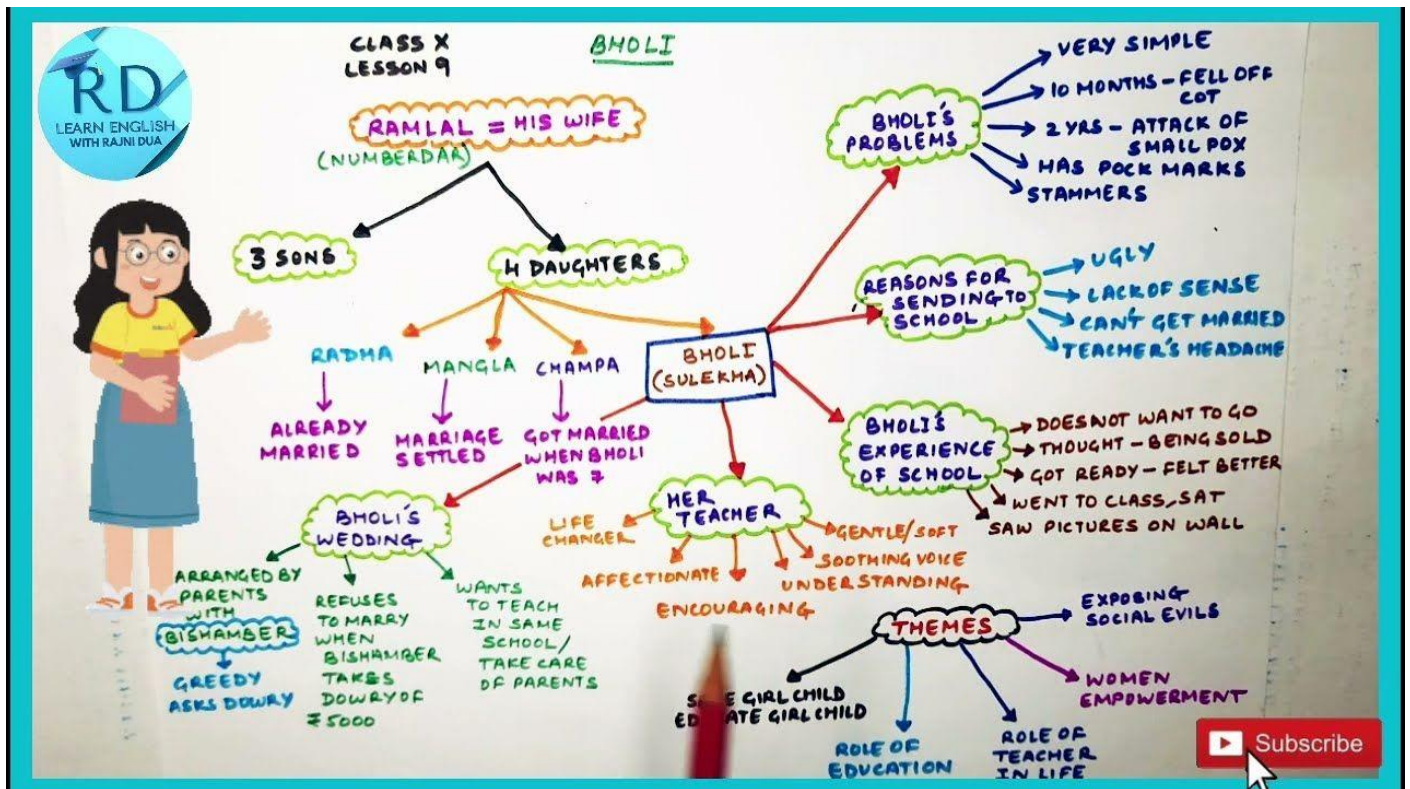 RD
LEARN ENGLISH
WITH RAJNI DUA
CLASS X
LESSON 9
BHOLI
RAMLAL = HIS WIFE
(NUMBERDAR)
3 SONS
4 DAUGHTERS
RADHA
MANGLA
CHAMPA
BHOLI
(SULEKHA)
ALREADY
MARRIED
MARRIAGE
SETTLED
GOT MARRIED
WHEN BHOLI
WAS 7
BHOLI'S
PROBLEMS
VERY SIMPLE
10 MONTHS - FELL OFF
COT
2 YRS - ATTACK OF
SMALL POX
HAS POCK MARKS
STAMMERS
REASONS FOR
SENDING TO
SCHOOL
UGLY
LACK OF SENSE
CAN'T GET MARRIED
TEACHER'S HEADACHE
BHOLI'S
EXPERIENCE
OF SCHOOL
DOES NOT WANT TO GO
THOUGHT - BEING SOLD
GOT READY - FELT BETTER
WENT TO CLASS, SAT
SAW PICTURES ON WALL
HER
TEACHER
LIFE
CHANGER
AFFECTIONATE
ENCOURAGING
UNDERSTANDING
SOOTHING VOICE
GENTLE/SOFT
BHOLI'S
WEDDING
ARRANGED BY
PARENTS
WITH
BISHAMBER
GREEDY
ASKS DOWRY
REFUSES
TO MARRY
WHEN
BISHAMBER
TAKES
DOWRY OF
₹5000
WANTS
TO TEACH
IN SAME
SCHOOL/
TAKE CARE
OF PARENTS
THEMES
EXPOSING
SOCIAL EVILS
WOMEN
EMPOWERMENT
ROLE OF
TEACHER
IN LIFE
ROLE OF
EDUCATION
GIRL CHILD
GIRL CHILD
Subscribe